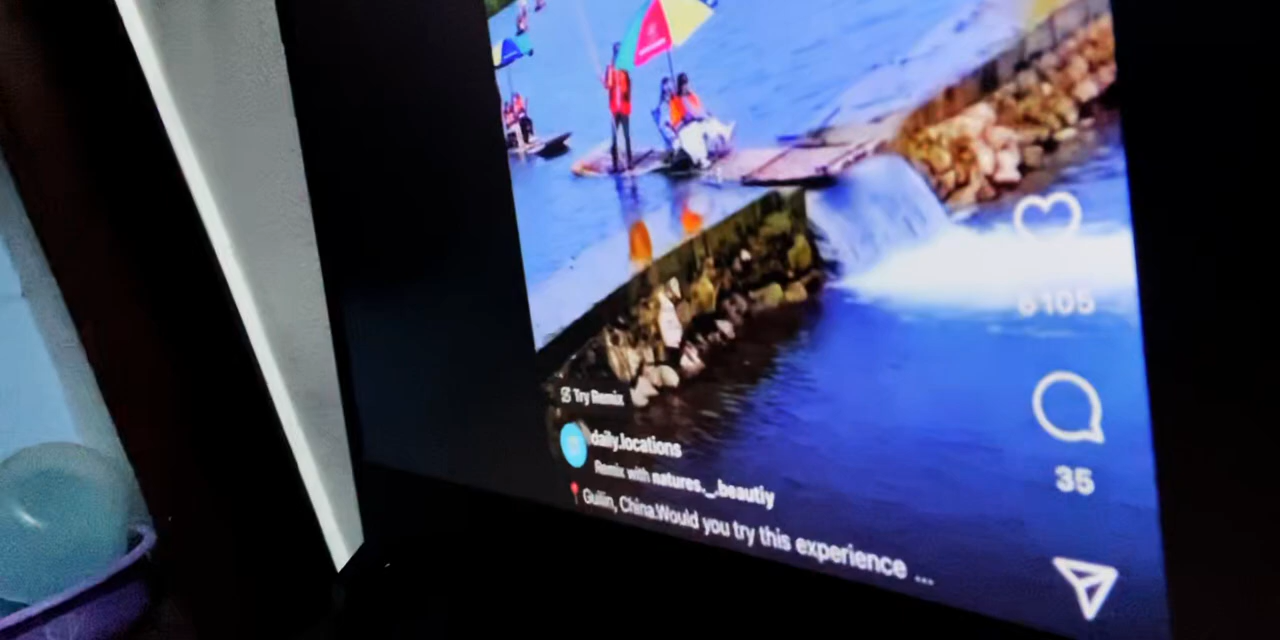 6105
Try Remix
daily.locations
35
Remix with natures._.beautiy
Guilin, China.Would you try this experience ...